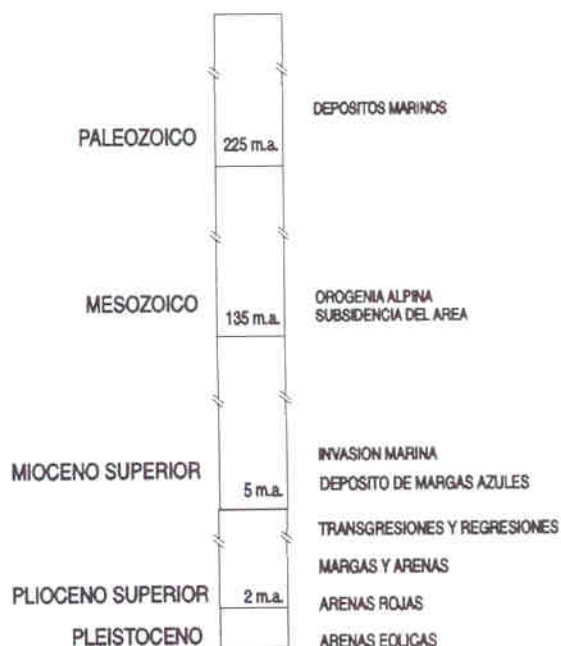 DEPOSITOS MARINOS
PALEOZOICO 225 m.a.
MESOZOICO 135 m.a. OROGENIA ALPINA
SUBSIDENCIA DEL AREA
INVASION MARINA
MIOCENO SUPERIOR 5 m.a. DEPOSITO DE MARGAS AZULES
TRANSGRESIONES Y REGRESIONES
MARGAS Y ARENAS
PLIOCENO SUPERIOR 2 m.a. ARENAS ROJAS
PLEISTOCENO ARENAS EOLICAS